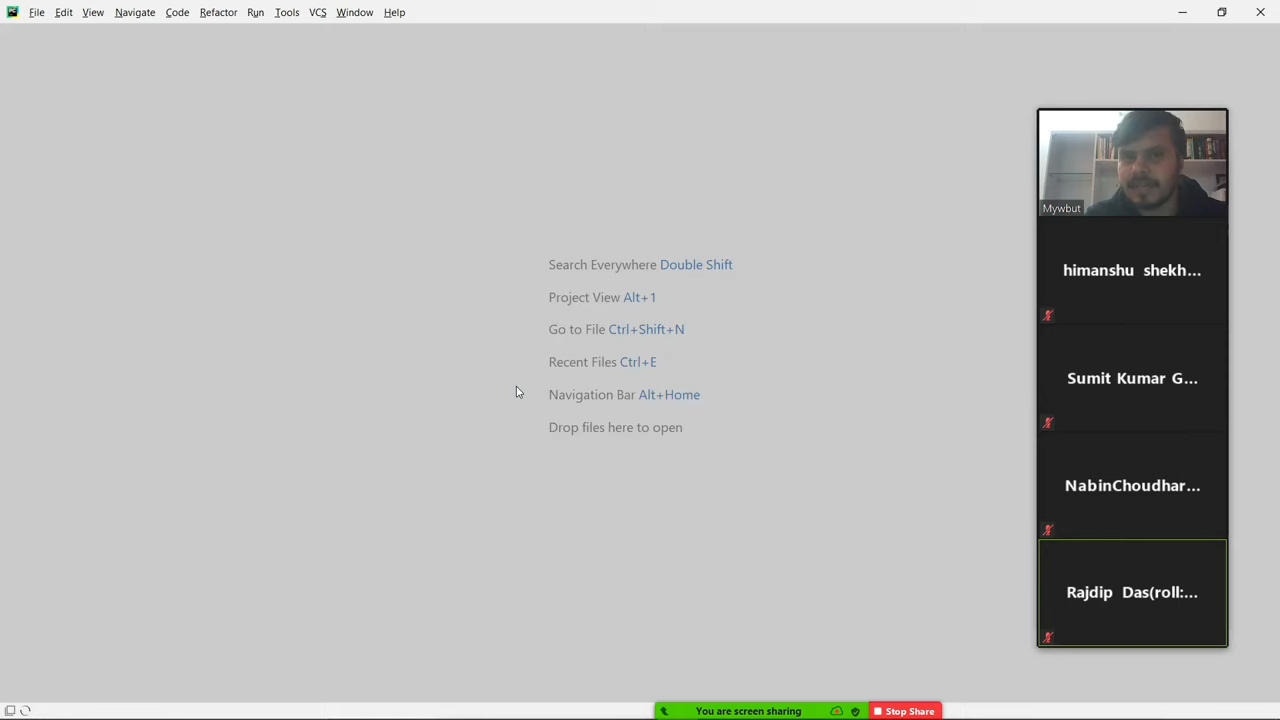 File Edit View Navigate Code Refactor Run Tools VCS Window Help
Mywbut
himanshu shekh...
Search Everywhere Double Shift
Project View Alt+1
Go to File Ctrl+Shift+N
Recent Files Ctrl+E
Navigation Bar Alt+Home
Drop files here to open
Sumit Kumar G...
NabinChoudhar...
Rajdip Das(roll:...
You are screen sharing
Stop Share